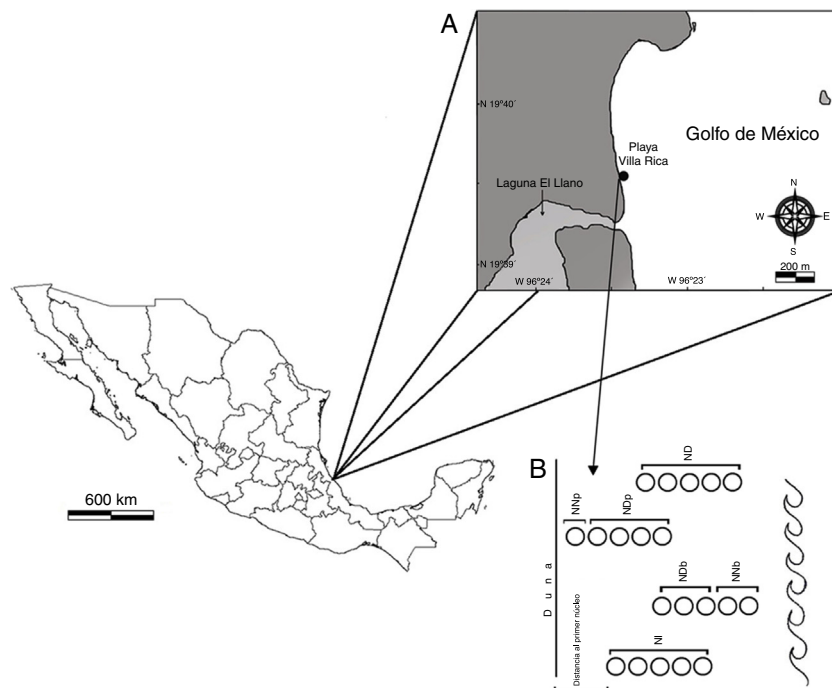 A
N 19°40´
Golfo de México
Playa
Villa Rica
Laguna El Llano
N
W
E
S
N 19°39´
200 m
W 96°24´
W 96°23´
600 km
B
ND
NNp
NDp
NDb
NNb
NI
Duna
Distancia al primer núcleo